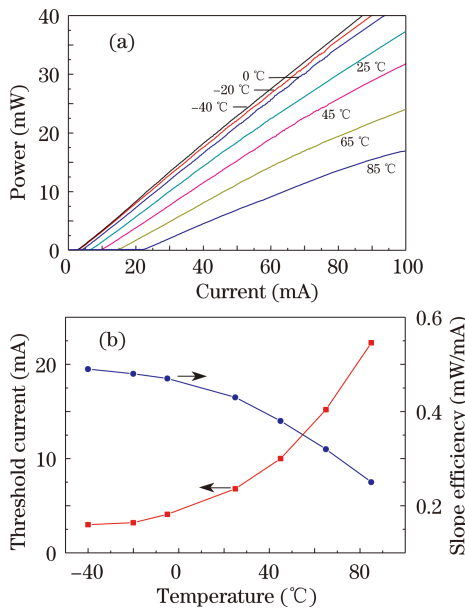 (a)
40
30
20
10
0
Power (mW)
0 ℃
−20 ℃
−40 ℃
25 ℃
45 ℃
65 ℃
85 ℃
0 20 40 60 80 100
Current (mA)
(b)
20
10
0
Threshold current (mA)
0.6
0.4
0.2
Slope efficiency (mW/mA)
−40 0 40 80
Temperature (℃)